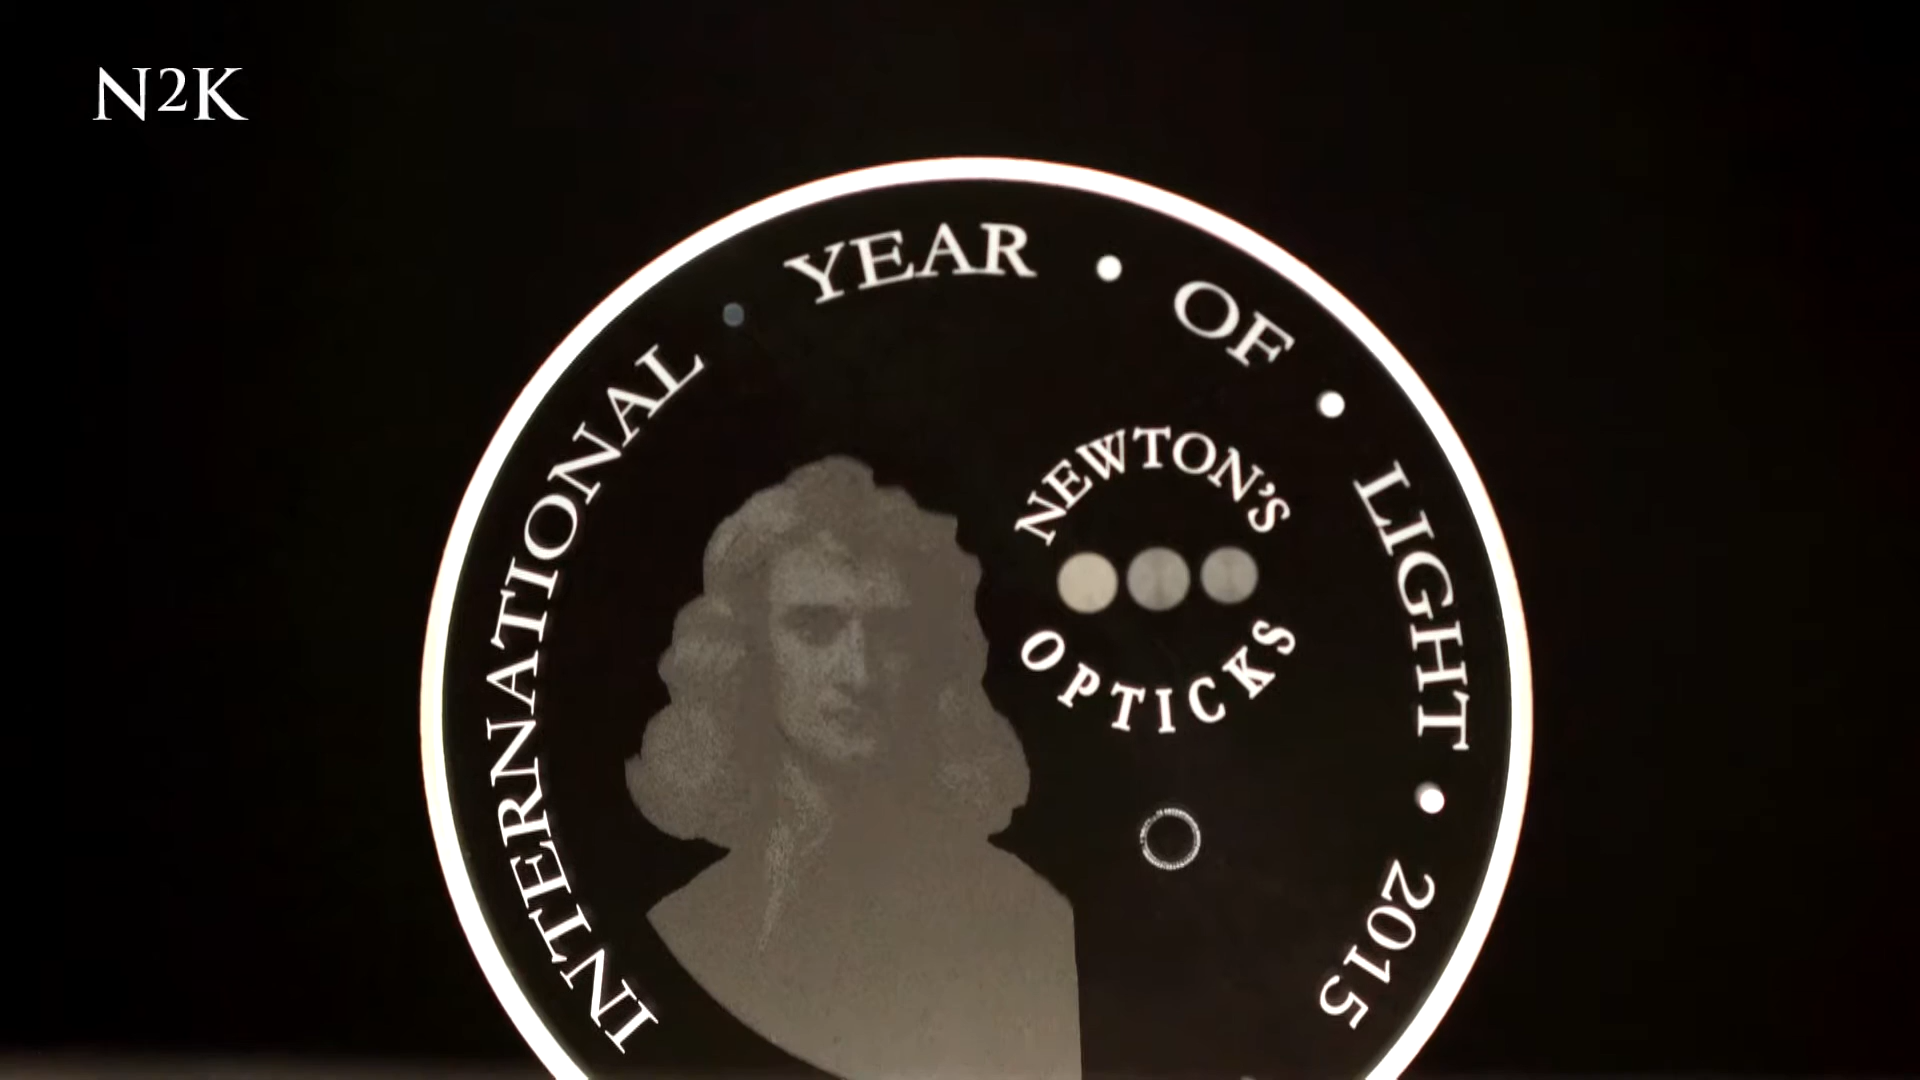 N2K
INTERNATIONAL • YEAR • OF • LIGHT • 2015
NEWTON'S
OPTICKS